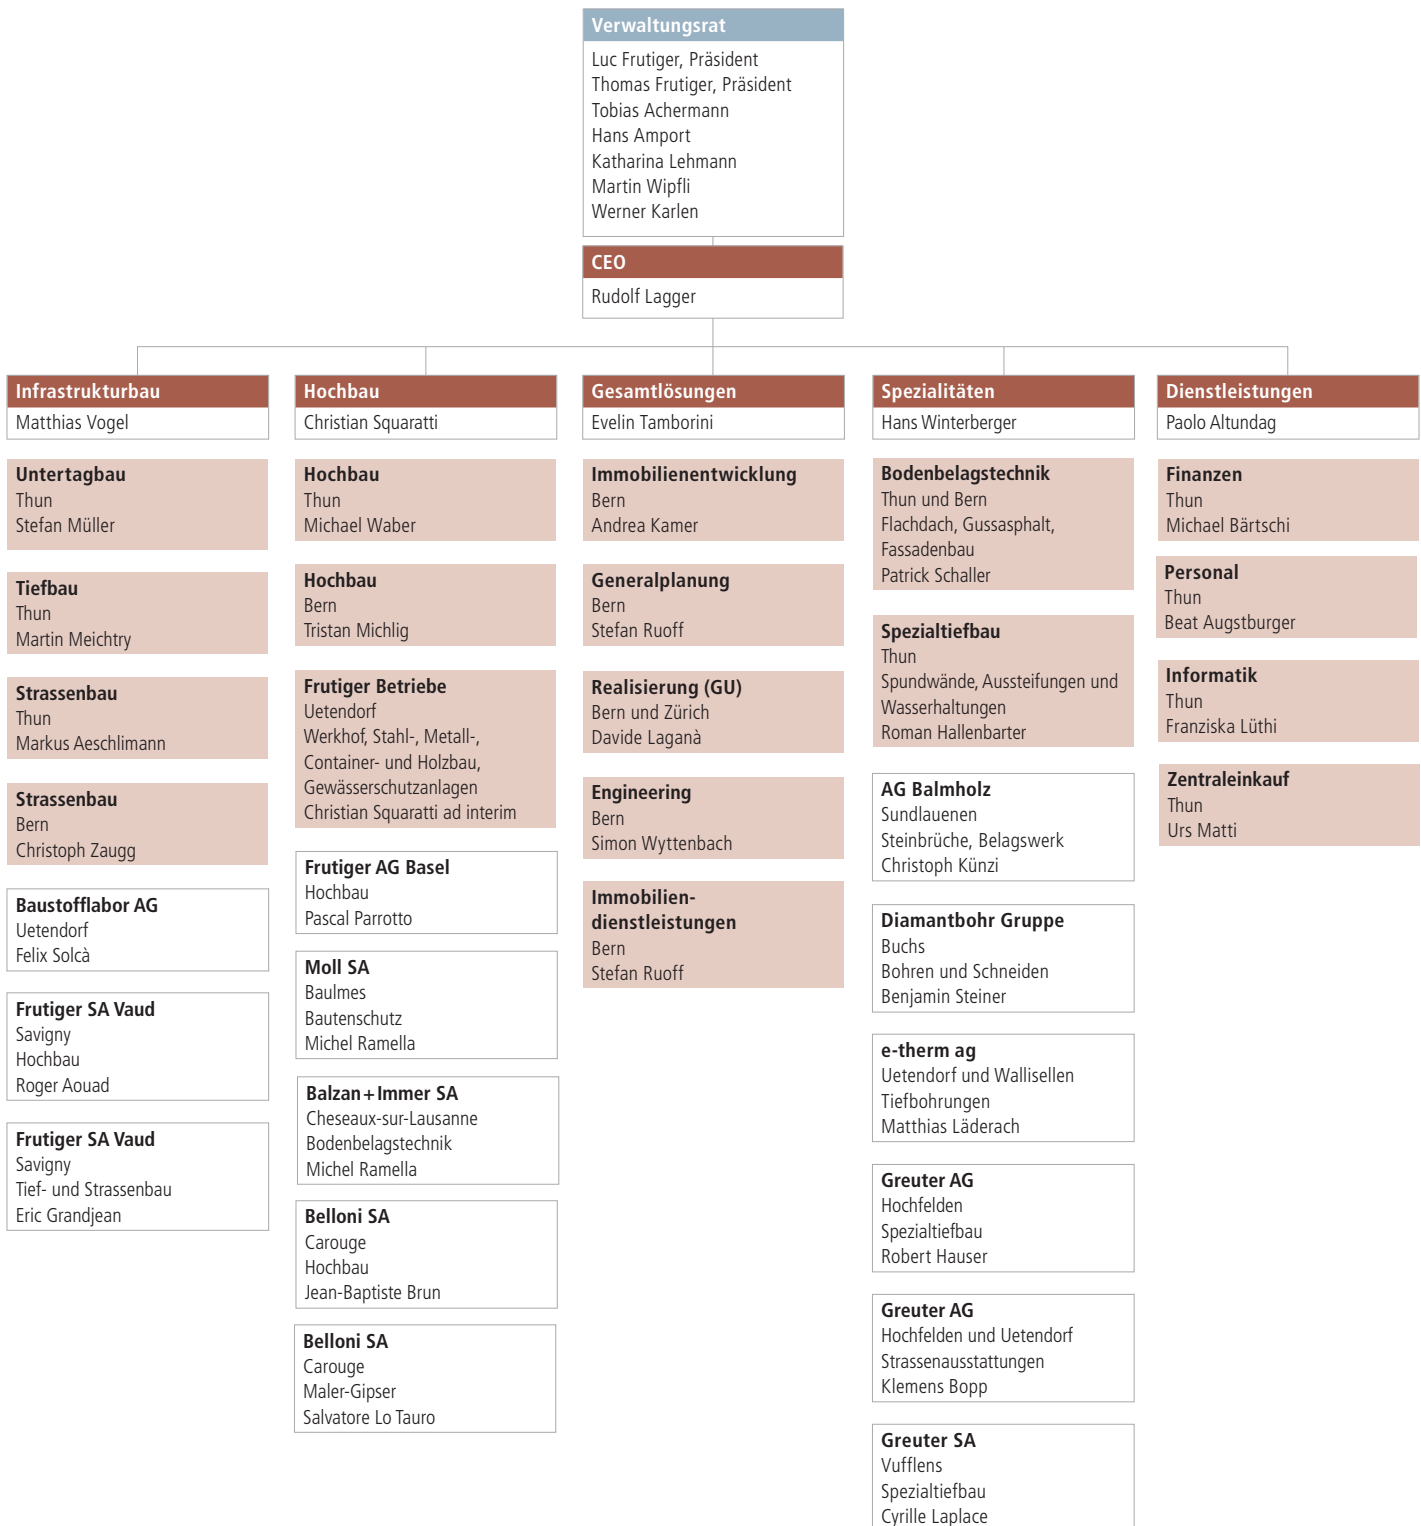 Verwaltungsrat
Luc Frutiger, Präsident
Thomas Frutiger, Präsident
Tobias Achermann
Hans Amport
Katharina Lehmann
Martin Wipfli
Werner Karlen
CEO
Rudolf Lagger
Infrastrukturbau
Matthias Vogel
Untertagbau
Thun
Stefan Müller
Tiefbau
Thun
Martin Meichtry
Strassenbau
Thun
Markus Aeschlimann
Strassenbau
Bern
Christoph Zaugg
Baustofflabor AG
Uetendorf
Felix Solcà
Frutiger SA Vaud
Savigny
Hochbau
Roger Aouad
Frutiger SA Vaud
Savigny
Tief- und Strassenbau
Eric Grandjean
Hochbau
Christian Squaratti
Hochbau
Thun
Michael Waber
Hochbau
Bern
Tristan Michlig
Frutiger Betriebe
Uetendorf
Werkhof, Stahl-, Metall-,
Container- und Holzbau,
Gewässerschutzanlagen
Christian Squaratti ad interim
Frutiger AG Basel
Hochbau
Pascal Parrotto
Moll SA
Baulmes
Bautenschutz
Michel Ramella
Balzan+Immer SA
Cheseaux-sur-Lausanne
Bodenbelagstechnik
Michel Ramella
Belloni SA
Carouge
Hochbau
Jean-Baptiste Brun
Belloni SA
Carouge
Maler-Gipser
Salvatore Lo Tauro
Gesamtlösungen
Evelin Tamborini
Immobilienentwicklung
Bern
Andrea Kamer
Generalplanung
Bern
Stefan Ruoff
Realisierung (GU)
Bern und Zürich
Davide Laganà
Engineering
Bern
Simon Wyttenbach
Immobilien-
dienstleistungen
Bern
Stefan Ruoff
Spezialitäten
Hans Winterberger
Bodenbelagstechnik
Thun und Bern
Flachdach, Gussasphalt,
Fassadenbau
Patrick Schaller
Spezialtiefbau
Thun
Spundwände, Aussteifungen und
Wasserhaltungen
Roman Hallenbarter
AG Balmholz
Sundlauenen
Steinbrüche, Belagswerk
Christoph Künzi
Diamantbohr Gruppe
Buchs
Bohren und Schneiden
Benjamin Steiner
e-therm ag
Uetendorf und Wallisellen
Tiefbohrungen
Matthias Läderach
Greuter AG
Hochfelden
Spezialtiefbau
Robert Hauser
Greuter AG
Hochfelden und Uetendorf
Strassenausstattungen
Klemens Bopp
Greuter SA
Vufflens
Spezialtiefbau
Cyrille Laplace
Dienstleistungen
Paolo Altundag
Finanzen
Thun
Michael Bärtschi
Personal
Thun
Beat Augstburger
Informatik
Thun
Franziska Lüthi
Zentraleinkauf
Thun
Urs Matti